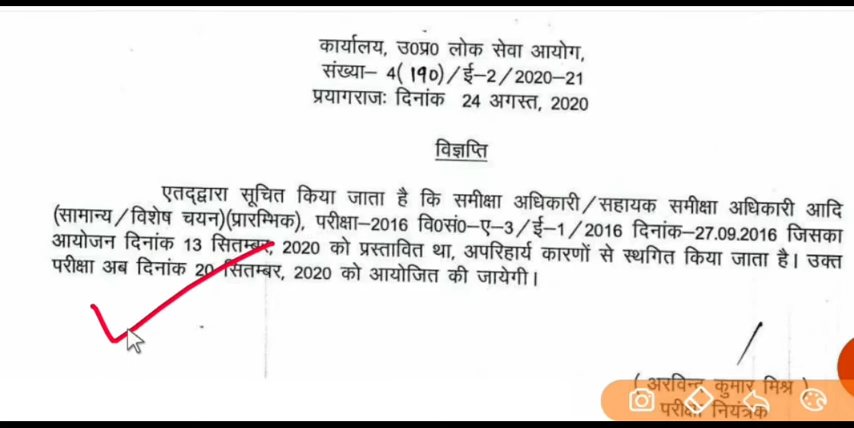 कार्यालय, उ0प्र0 लोक सेवा आयोग,
संख्या– 4(190)/ई–2/2020–21
प्रयागराजः दिनांक 24 अगस्त, 2020
विज्ञप्ति
एतद्द्वारा सूचित किया जाता है कि समीक्षा अधिकारी/सहायक समीक्षा अधिकारी आदि
(सामान्य/विशेष चयन)(प्रारम्भिक), परीक्षा–2016 वि0सं0–ए–3/ई–1/2016 दिनांक–27.09.2016 जिसका
आयोजन दिनांक 13 सितम्बर, 2020 को प्रस्तावित था, अपरिहार्य कारणों से स्थगित किया जाता है। उक्त
परीक्षा अब दिनांक 20 सितम्बर, 2020 को आयोजित की जायेगी।
(अरविन्द कुमार मिश्र)
परीक्षा नियंत्रक